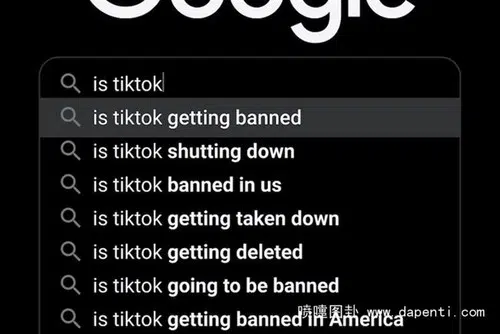 Google
is tiktok
is tiktok getting banned
is tiktok shutting down
is tiktok banned in us
is tiktok getting taken down
is tiktok getting deleted
is tiktok going to be banned
is tiktok getting banned in America
喷嚏图卦 www.dapenti.com